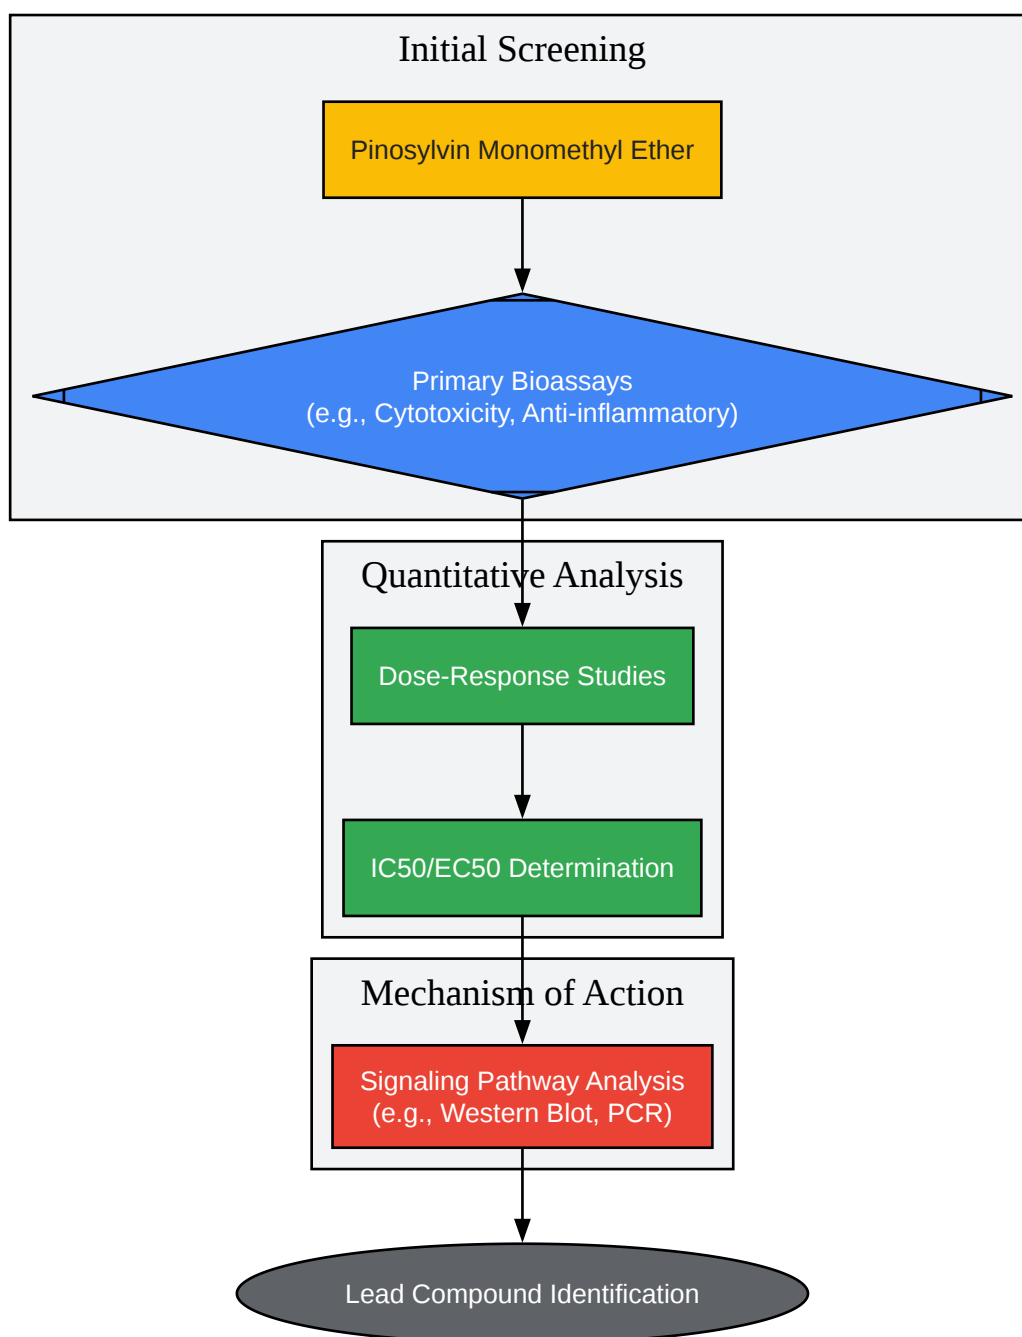 Initial Screening
Pinosylvin Monomethyl Ether
Primary Bioassays
(e.g., Cytotoxicity, Anti-inflammatory)
Quantitative Analysis
Dose-Response Studies
IC50/EC50 Determination
Mechanism of Action
Signaling Pathway Analysis
(e.g., Western Blot, PCR)
Lead Compound Identification